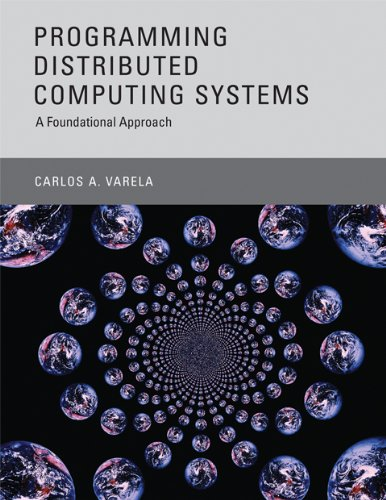 PROGRAMMING
DISTRIBUTED
COMPUTING SYSTEMS
A Foundational Approach
CARLOS A. VARELA